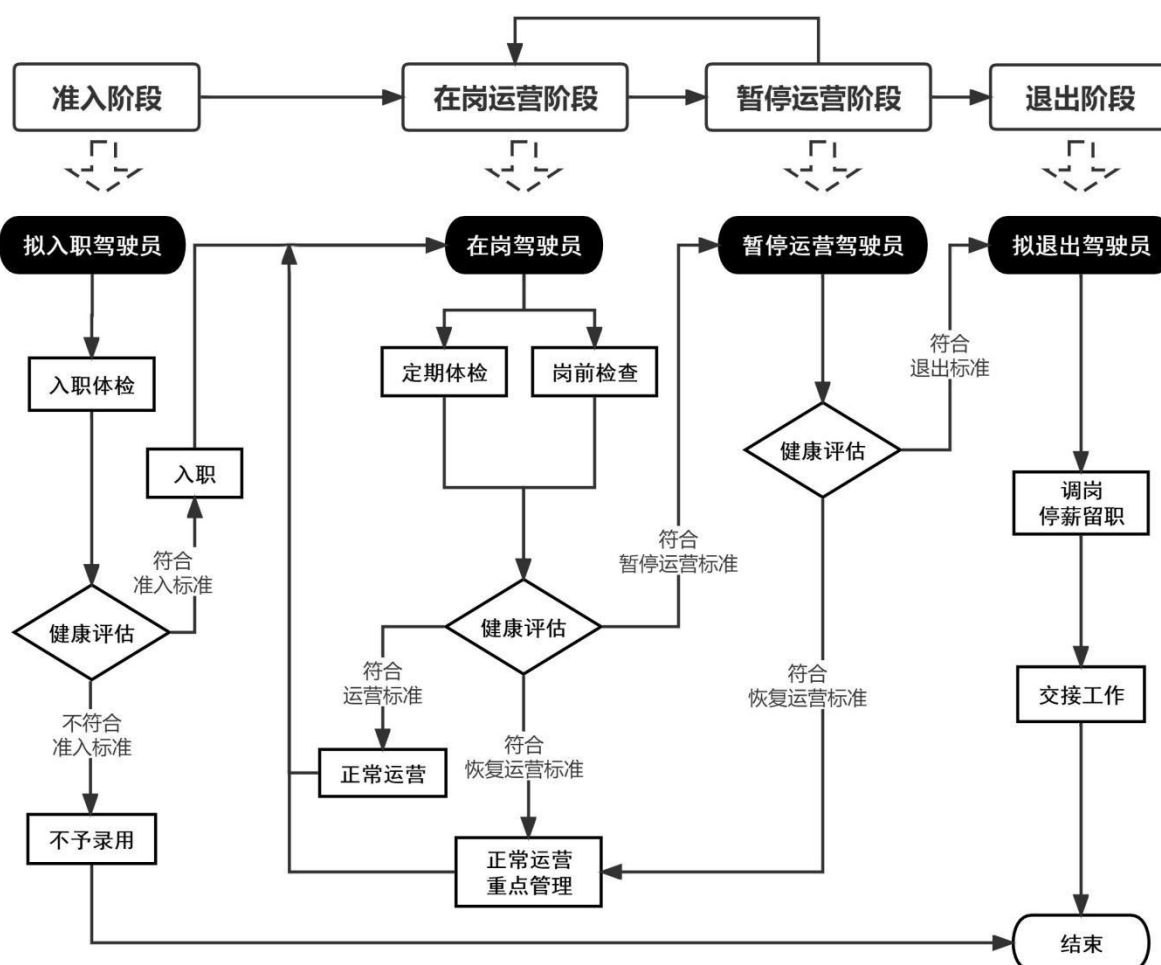 准入阶段
在岗运营阶段
暂停运营阶段
退出阶段
拟入职驾驶员
在岗驾驶员
暂停运营驾驶员
拟退出驾驶员
入职体检
定期体检
岗前检查
符合
退出标准
健康评估
入职
调岗
停薪留职
符合
准入标准
符合
暂停运营标准
健康评估
健康评估
符合
运营标准
符合
恢复运营标准
交接工作
不符合
准入标准
符合
恢复运营标准
正常运营
不予录用
正常运营
重点管理
结束